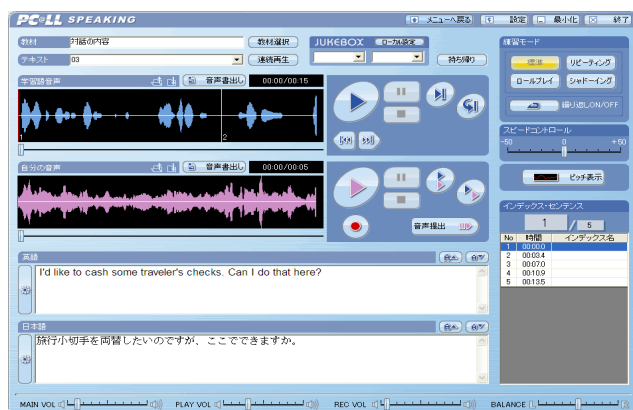 PC@LL SPEAKING
メニューへ戻る 設定 最小化 終了
教材 対話の内容 教材選択
テキスト 03 連続再生
JUKEBOX ローカル設定
持ち帰り
学習語音声 音声書出し 00:00/00:15
1 2
自分の音声 音声書出し 00:00/00:05
音声提出
英語
I'd like to cash some traveler's checks. Can I do that here?
日本語
旅行小切手を両替したいのですが、ここでできますか。
練習モード
標準 リピーティング
ロールプレイ シャドーイング
繰り返しON/OFF
スピードコントロール
-50 0 +50
ピッチ表示
インデックス・センテンス
1 / 5
No 時間 インデックス名
1 00:00.0
2 00:03.4
3 00:07.0
4 00:10.9
5 00:13.5
MAIN VOL PLAY VOL REC VOL BALANCE L R